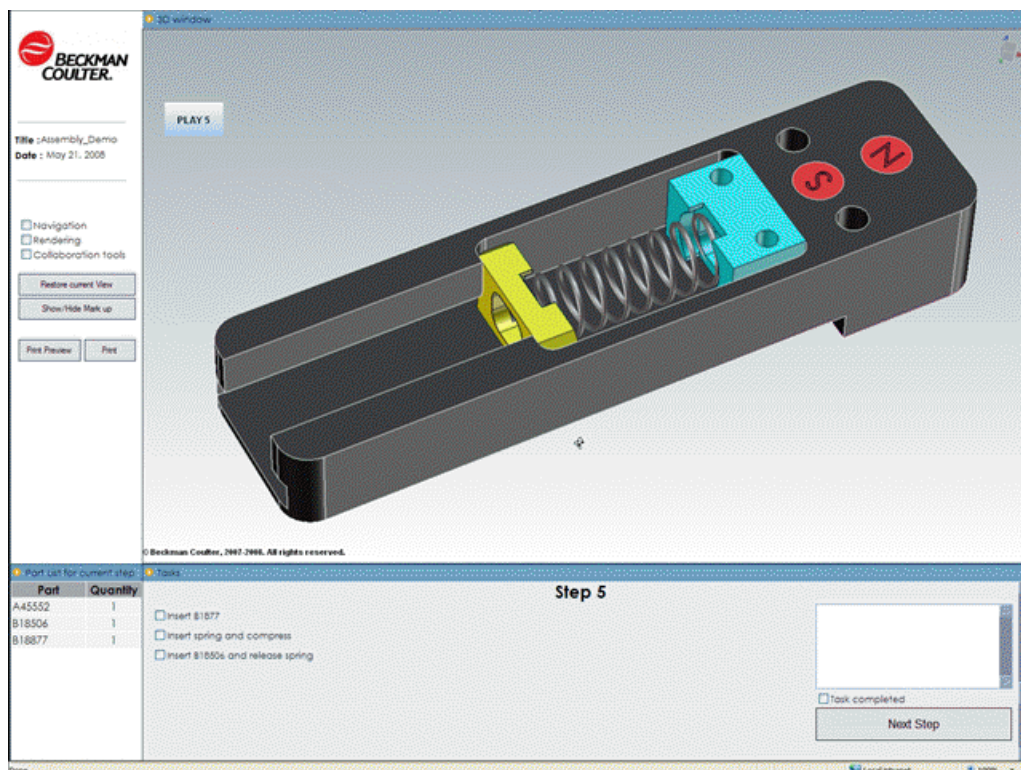 3D window
BECKMAN
COULTER.
PLAY 5
Title :Assembly_Demo
Date : May 21, 2008
Navigation
Rendering
Collaboration tools
Restore current View
Show/Hide Mark up
Print Preview
Print
S
N
© Beckman Coulter, 2007-2008. All rights reserved.
Part List for current step
Tasks
Part Quantity
A45552 1
B18506 1
B18877 1
Step 5
Insert B1877
Insert spring and compress
Insert B18506 and release spring
Task completed
Next Step